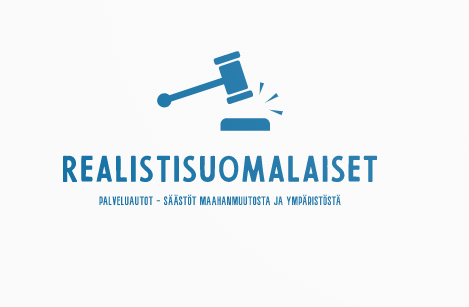 REALISTISUOMALAISET
PALVELUAUTOT - SÄÄSTÖT MAAHANMUUTOSTA JA YMPÄRISTÖSTÄ